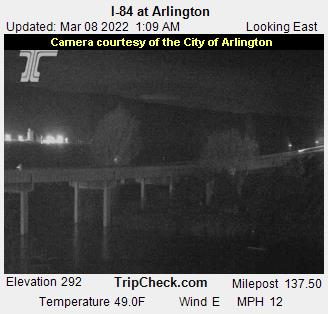 I-84 at Arlington
Updated: Mar 08 2022 1:09 AM Looking East
Camera courtesy of the City of Arlington
Elevation 292 TripCheck.com Milepost 137.50
Temperature 49.0F Wind E MPH 12